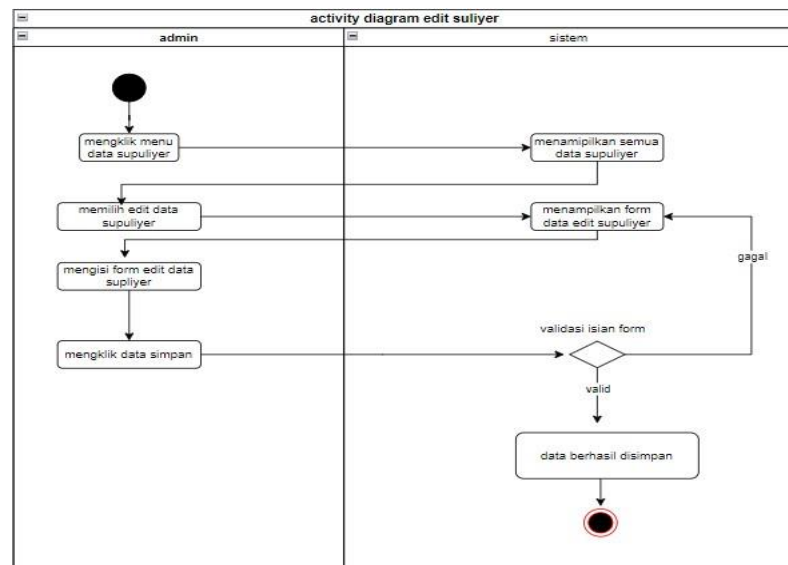 activity diagram edit suliyer
admin
sistem
mengklik menu
data supuliyer
menamipilkan semua
data supuliyer
memilih edit data
supuliyer
menampilkan form
data edit supuliyer
gagal
mengisi form edit data
supliyer
validasi isian form
mengklik data simpan
valid
data berhasil disimpan